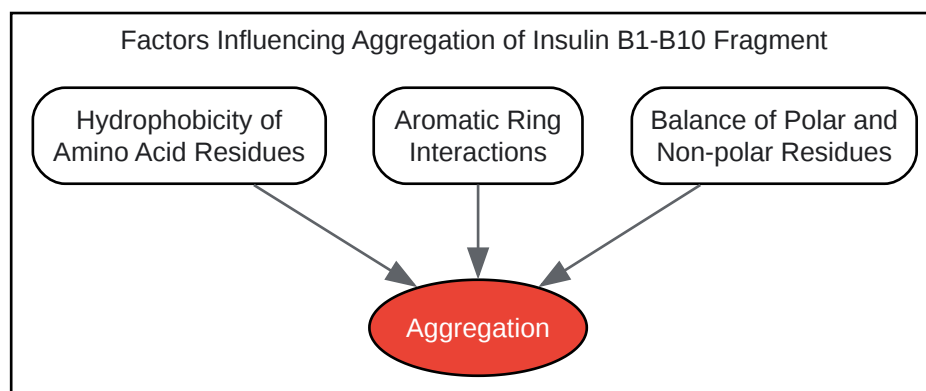 Factors Influencing Aggregation of Insulin B1-B10 Fragment
Hydrophobicity of
Amino Acid Residues
Aromatic Ring
Interactions
Balance of Polar and
Non-polar Residues
Aggregation